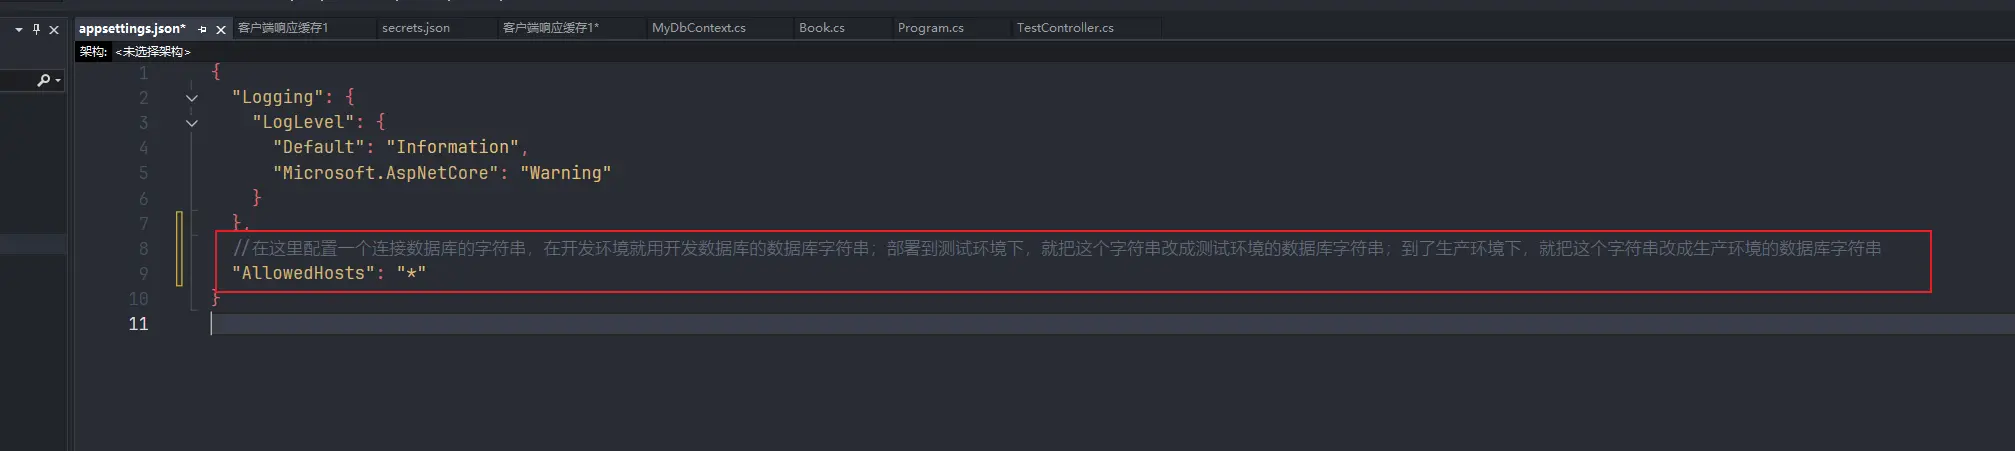 appsettings.json*
客户端响应缓存1
secrets.json
客户端响应缓存1*
MyDbContext.cs
Book.cs
Program.cs
TestController.cs
架构: <未选择架构>
1 {
2 "Logging": {
3 "LogLevel": {
4 "Default": "Information",
5 "Microsoft.AspNetCore": "Warning"
6 }
7 },
8 //在这里配置一个连接数据库的字符串，在开发环境就用开发数据库的数据库字符串；部署到测试环境下，就把这个字符串改成测试环境的数据库字符串；到了生产环境下，就把这个字符串改成生产环境的数据库字符串
9 "AllowedHosts": "*"
10 }
11